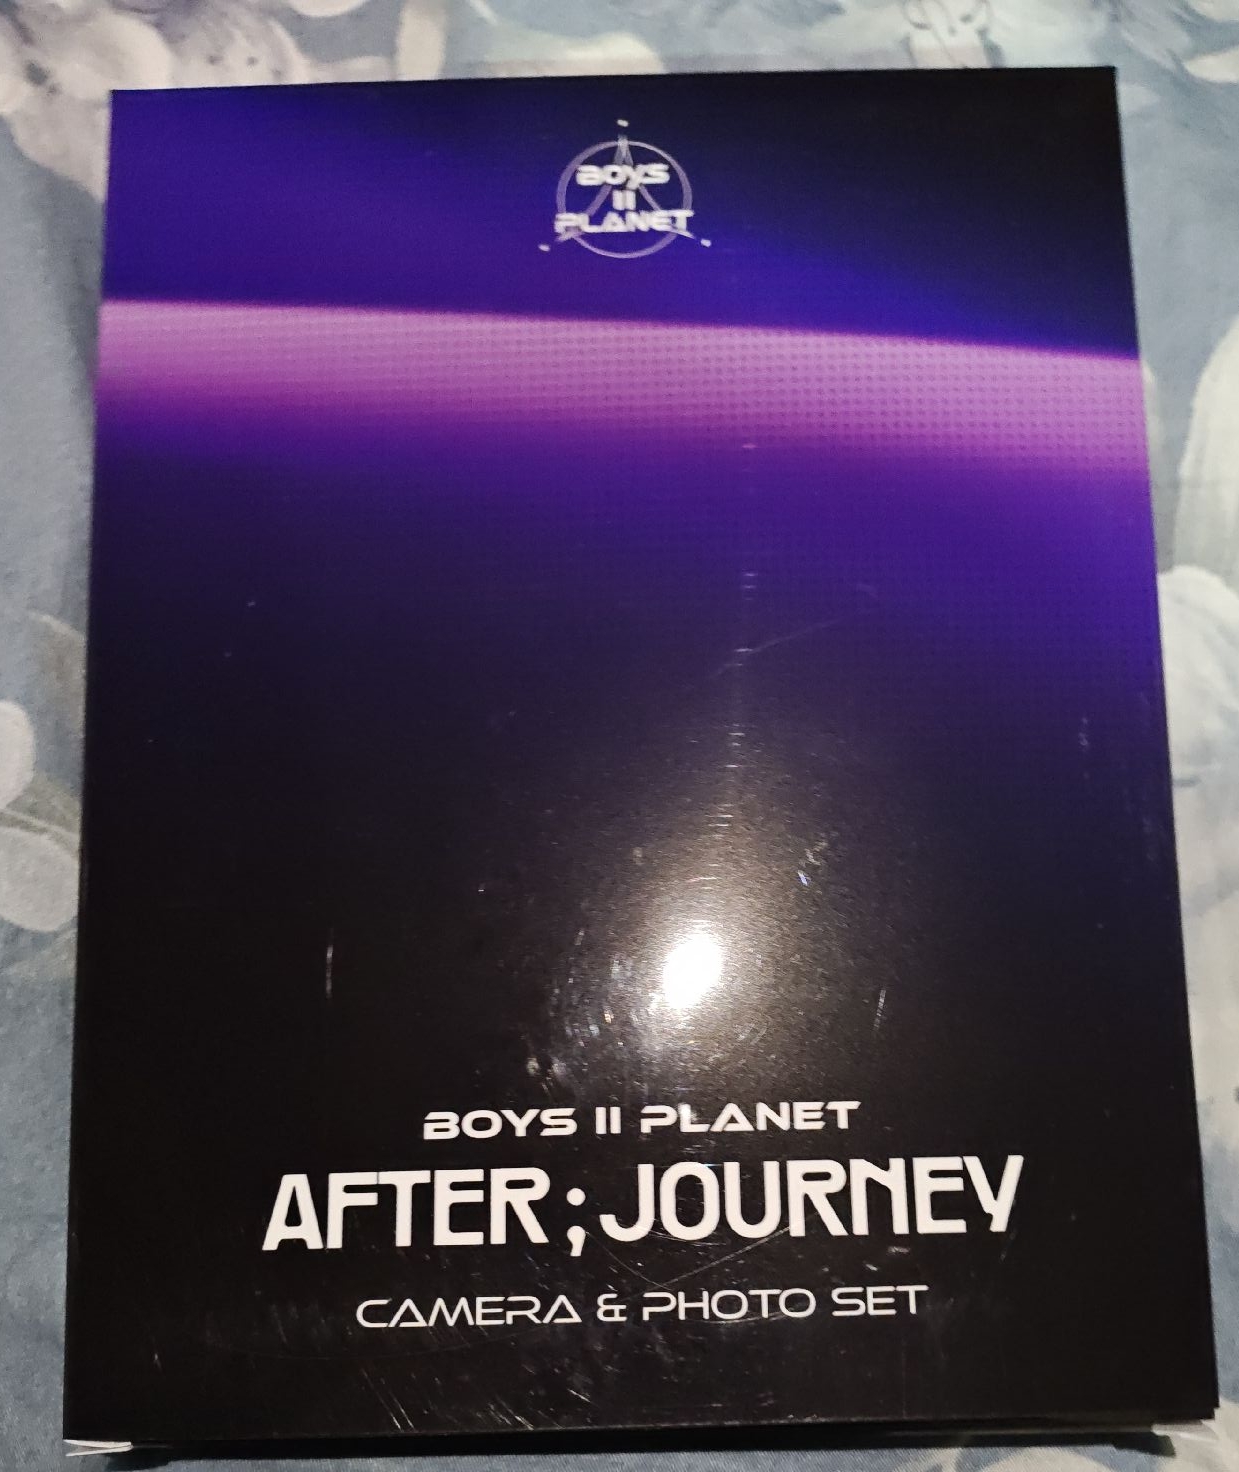 BOYS
II
PLANET
BOYS II PLANET
AFTER;JOURNEY
CAMERA & PHOTO SET